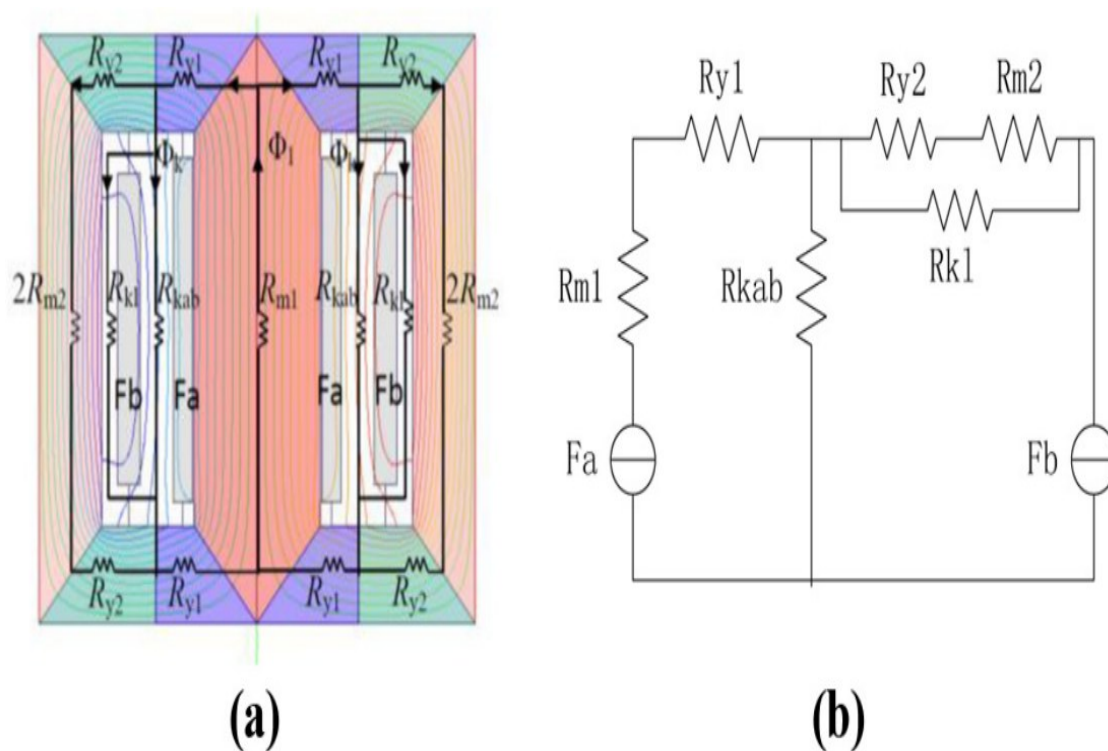 Ry2 Ry1 Ry1 Ry2
Φk Φ1 Φk
2Rm2 Rk1 Rkab Rm1 Rkab Rk1 2Rm2
Fb Fa Fa Fb
Ry2 Ry1 Ry1 Ry2
(a)
Ry1 Ry2 Rm2
Rk1
Rm1 Rkab
Fa Fb
(b)